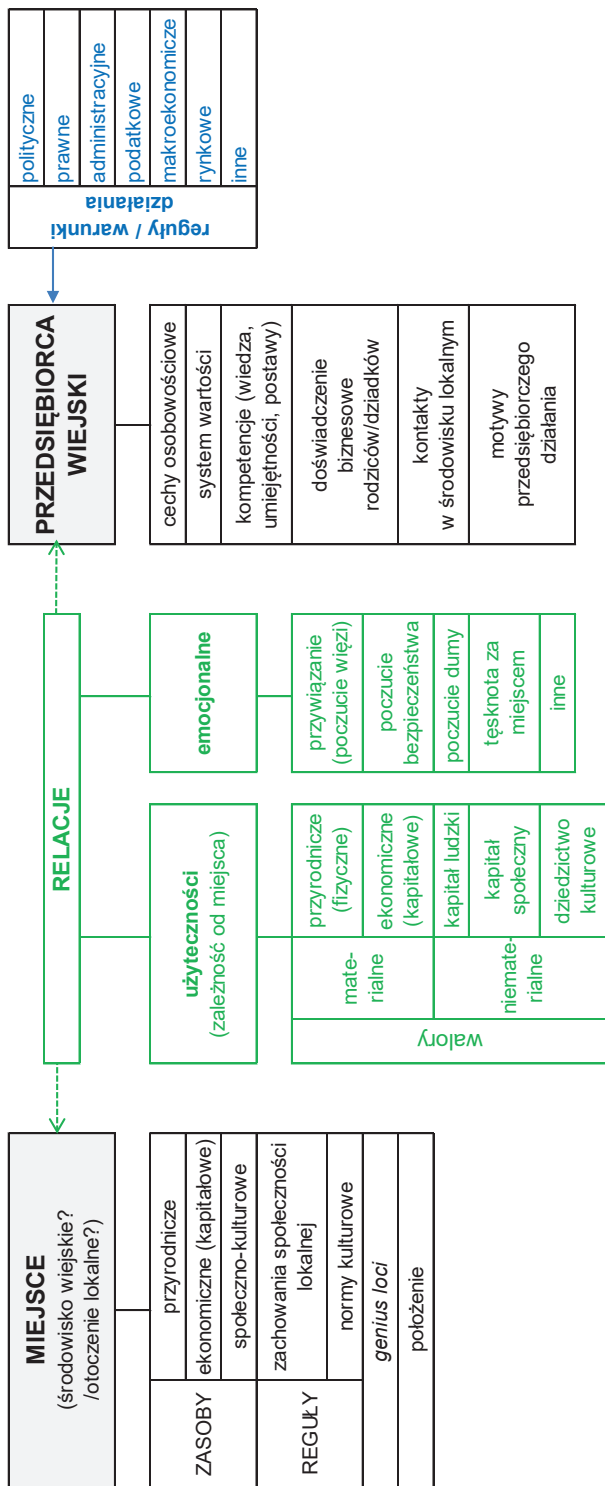 MIEJSCE
(środowisko wiejskie?
/otoczenie lokalne?)
ZASOBY
przyrodnicze
ekonomiczne (kapitałowe)
społeczno-kulturowe
REGUŁY
zachowania społeczności
lokalnej
normy kulturowe
genius loci
położenie
RELACJE
użyteczności
(zależność od miejsca)
walory
mate-
rialne
przyrodnicze
(fizyczne)
ekonomiczne
(kapitałowe)
niemate-
rialne
kapitał ludzki
kapitał
społeczny
dziedzictwo
kulturowe
emocjonalne
przywiązanie
(poczucie więzi)
poczucie
bezpieczeństwa
poczucie dumy
tęsknota za
miejscem
inne
PRZEDSIĘBIORCA
WIEJSKI
cechy osobowościowe
system wartości
kompetencje (wiedza,
umiejętności, postawy)
doświadczenie
biznesowe
rodziców/dziadków
kontakty
w środowisku lokalnym
motywy
przedsiębiorczego
działania
reguły / warunki
działania
polityczne
prawne
administracyjne
podatkowe
makroekonomicze
rynkowe
inne